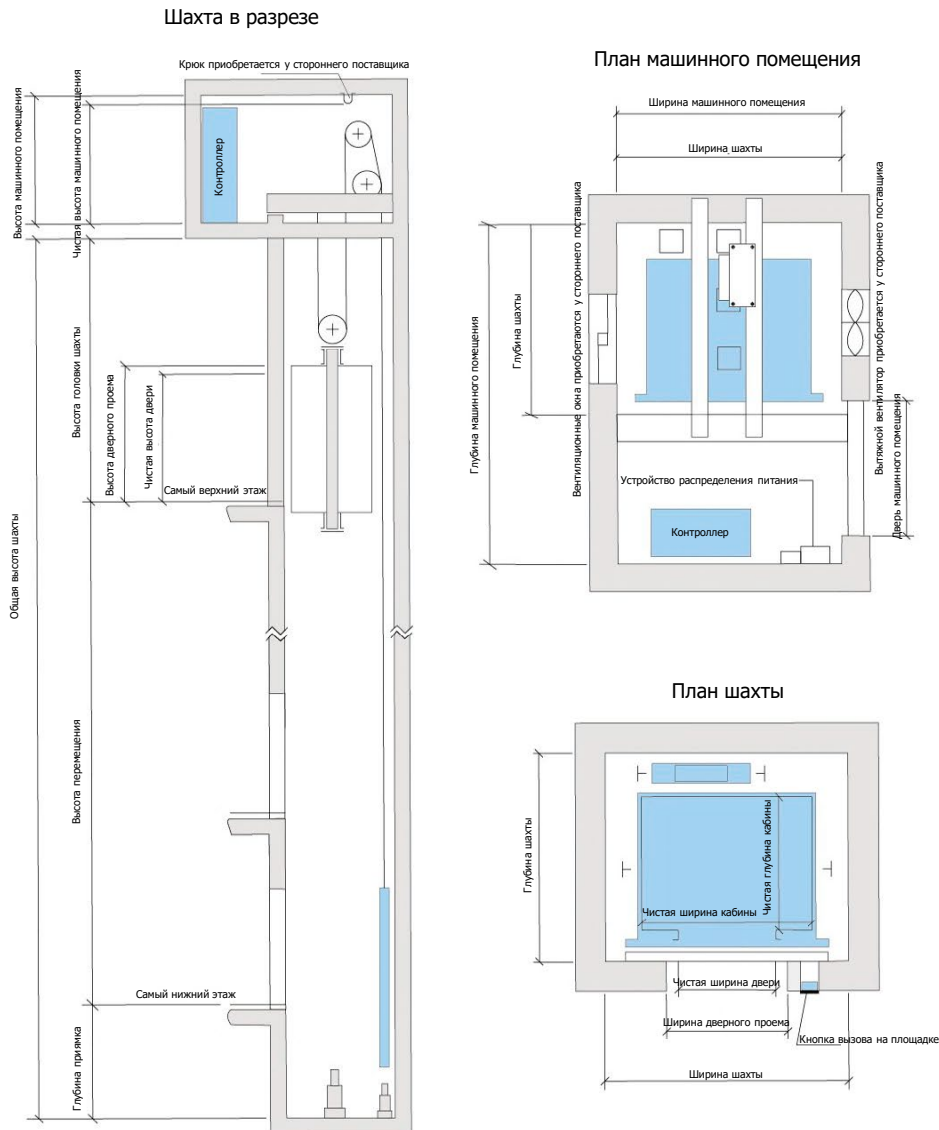 Шахта в разрезе
Крюк приобретается у стороннего поставщика
Высота машинного помещения
Чистая высота машинного помещения
Контроллер
Общая высота шахты
Высота головки шахты
Высота дверного проема
Чистая высота двери
Самый верхний этаж
Высота перемещения
Самый нижний этаж
Глубина приямка
План машинного помещения
Ширина машинного помещения
Ширина шахты
Глубина машинного помещения
Глубина шахты
Вентиляционные окна приобретаются у стороннего поставщика
Вытяжной вентилятор приобретается у стороннего поставщика
Дверь машинного помещения
Устройство распределения питания
Контроллер
План шахты
Глубина шахты
Чистая глубина кабины
Чистая ширина кабины
Чистая ширина двери
Ширина дверного проема
Кнопка вызова на площадке
Ширина шахты